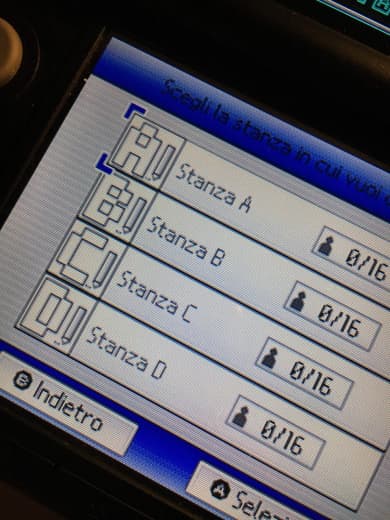 Scegli la stanza in cui vuoi
Stanza A 0/16
Stanza B 0/16
Stanza C 0/16
Stanza D 0/16
B Indietro
A